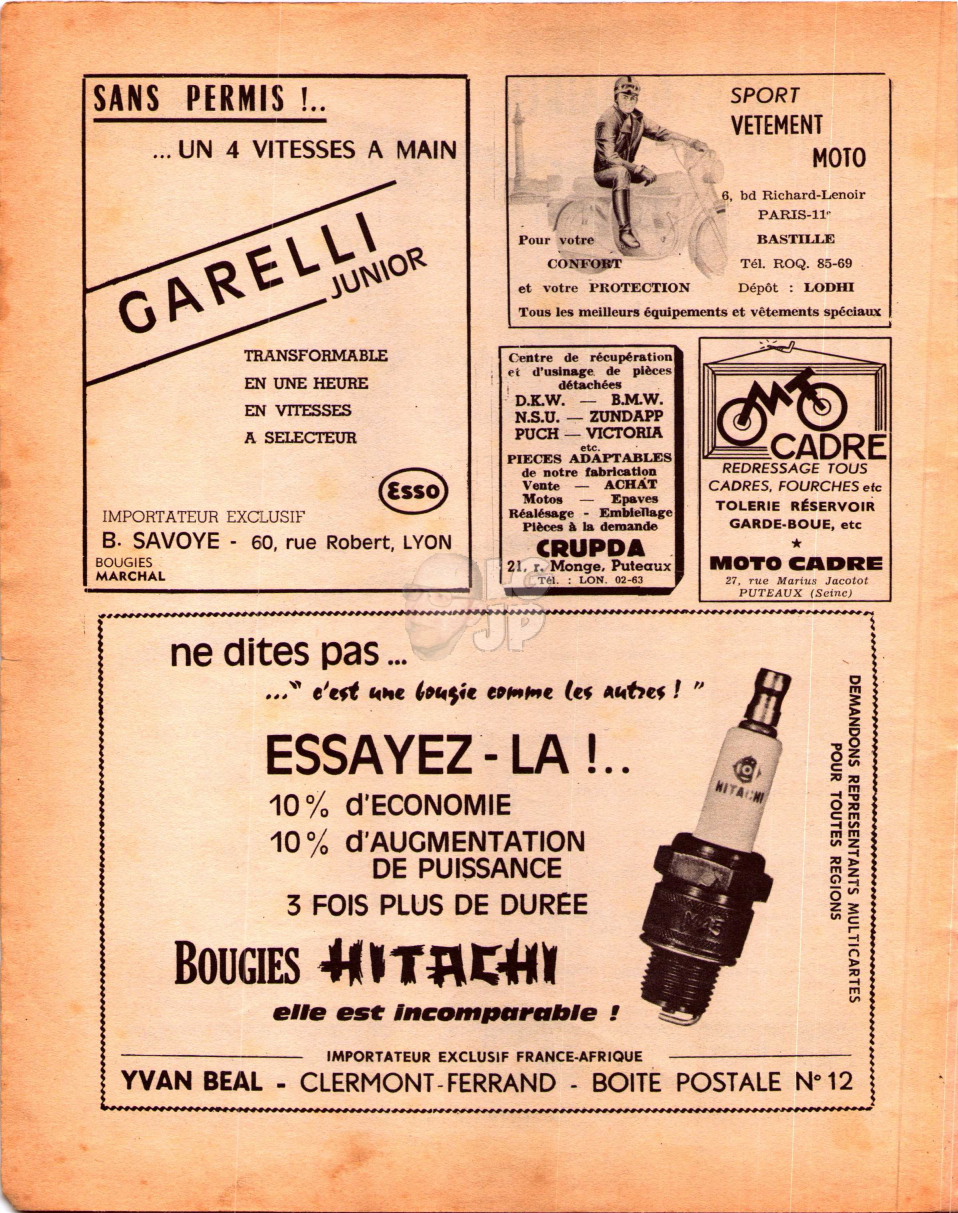 SANS PERMIS !..
...UN 4 VITESSES A MAIN
GARELLI
JUNIOR
TRANSFORMABLE
EN UNE HEURE
EN VITESSES
A SELECTEUR
Esso
IMPORTATEUR EXCLUSIF
B. SAVOYE - 60, rue Robert, LYON
BOUGIES
MARCHAL
SPORT
VETEMENT
MOTO
6, bd Richard-Lenoir
PARIS-11e
Pour votre BASTILLE
CONFORT Tél. ROQ. 85-69
et votre PROTECTION Dépôt : LODHI
Tous les meilleurs équipements et vêtements spéciaux
Centre de récupération
et d'usinage de pièces
détachées
D.K.W. — B.M.W.
N.S.U. — ZUNDAPP
PUCH — VICTORIA
etc.
PIECES ADAPTABLES
de notre fabrication
Vente — ACHAT
Motos — Epaves
Réalésage - Embiellage
Pièces à la demande
CRUPDA
21, r. Monge, Puteaux
Tél. : LON. 02-63
MOTO
CADRE
REDRESSAGE TOUS
CADRES, FOURCHES etc
TOLERIE RÉSERVOIR
GARDE-BOUE, etc
★
MOTO CADRE
27, rue Marius Jacotot
PUTEAUX (Seine)
LS
JP
ne dites pas...
..." c'est une bougie comme les autres ! "
ESSAYEZ - LA !..
10 % d'ECONOMIE
10 % d'AUGMENTATION
DE PUISSANCE
3 FOIS PLUS DE DURÉE
BOUGIES HITACHI
elle est incomparable !
HITACHI
DEMANDONS REPRESENTANTS MULTICARTES
POUR TOUTES REGIONS
IMPORTATEUR EXCLUSIF FRANCE-AFRIQUE
YVAN BEAL - CLERMONT-FERRAND - BOITE POSTALE N° 12